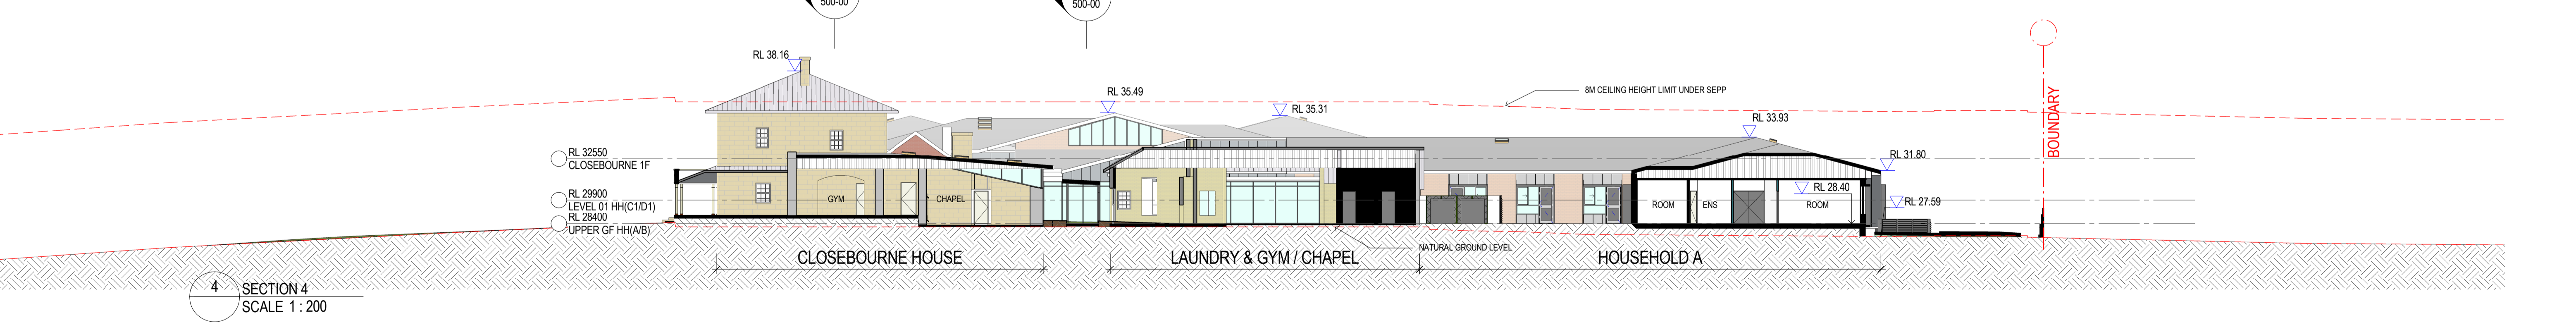 500-00
500-00
RL 38.16
RL 35.49
RL 35.31
8M CEILING HEIGHT LIMIT UNDER SEPP
RL 33.93
BOUNDARY
RL 32550
CLOSEBOURNE 1F
RL 31.80
RL 29900
LEVEL 01 HH(C1/D1)
GYM
CHAPEL
ROOM
ENS
RL 28.40
ROOM
RL 27.59
RL 28400
UPPER GF HH(A/B)
NATURAL GROUND LEVEL
CLOSEBOURNE HOUSE
LAUNDRY & GYM / CHAPEL
HOUSEHOLD A
4
SECTION 4
SCALE 1 : 200